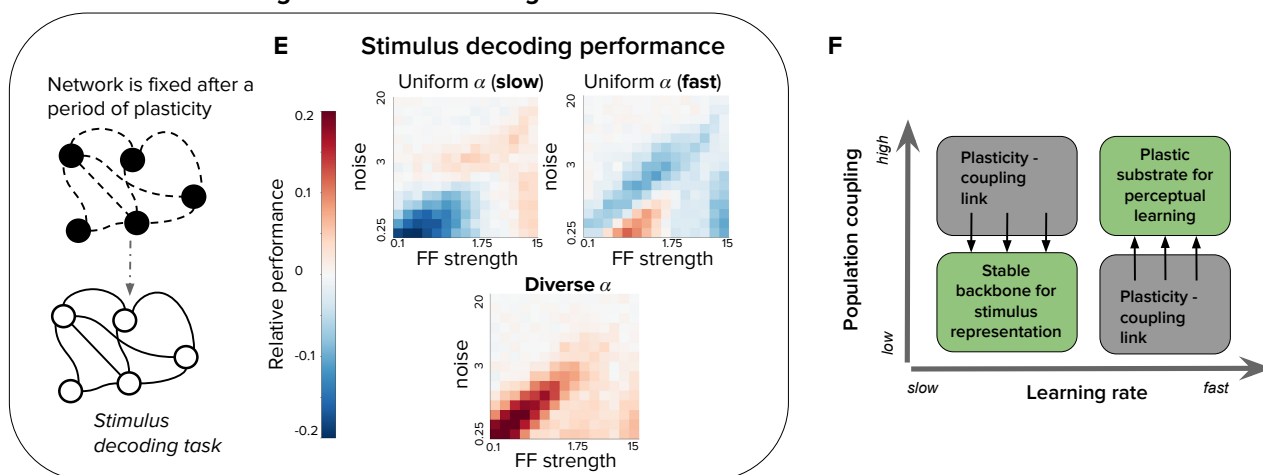 Network is fixed after a
period of plasticity
Stimulus
decoding task
E
Stimulus decoding performance
Relative performance
0.2
0.1
0
-0.1
-0.2
Uniform α (slow)
noise
20
3
0.25
0.1
1.75
15
FF strength
Uniform α (fast)
noise
20
3
0.25
0.1
1.75
15
FF strength
Diverse α
noise
20
3
0.25
0.1
1.75
15
FF strength
F
Population coupling
high
low
Plasticity -
coupling
link
Plastic
substrate for
perceptual
learning
Stable
backbone for
stimulus
representation
Plasticity -
coupling
link
slow
Learning rate
fast